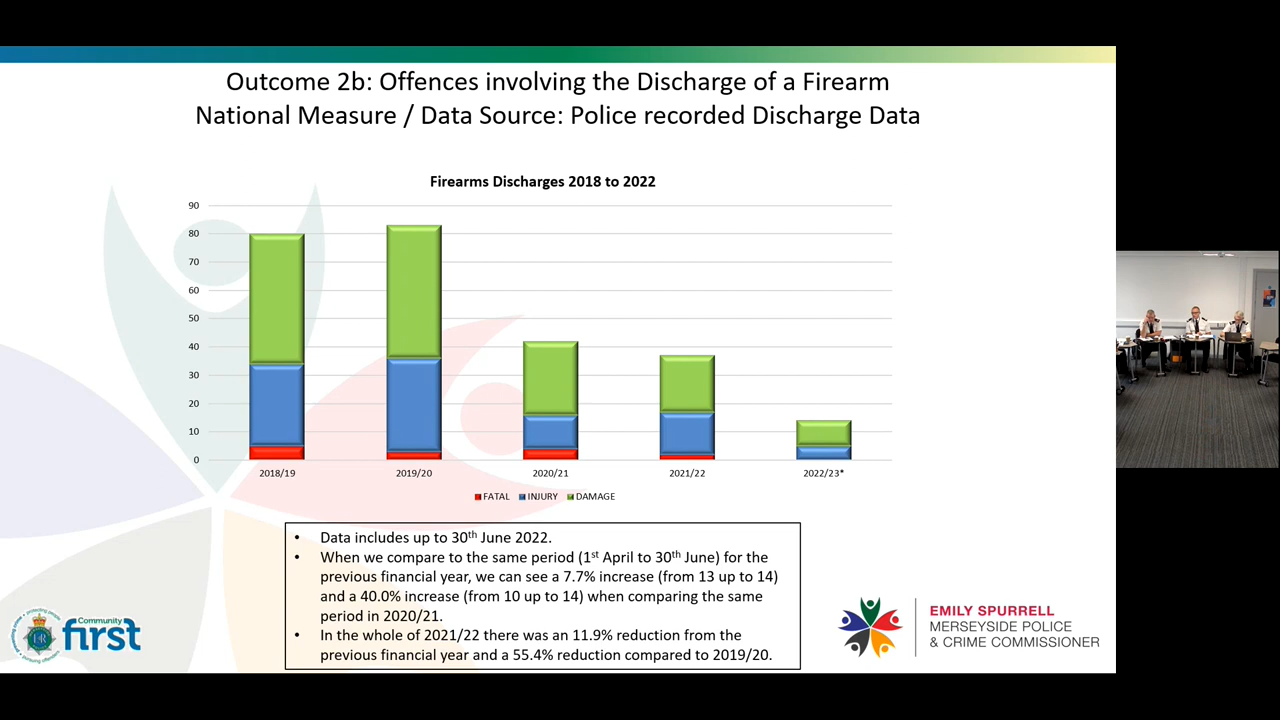 Outcome 2b: Offences involving the Discharge of a Firearm
National Measure / Data Source: Police recorded Discharge Data
Firearms Discharges 2018 to 2022
90
80
70
60
50
40
30
20
10
0
2018/19 2019/20 2020/21 2021/22 2022/23*
FATAL INJURY DAMAGE
• Data includes up to 30th June 2022.
• When we compare to the same period (1st April to 30th June) for the
previous financial year, we can see a 7.7% increase (from 13 up to 14)
and a 40.0% increase (from 10 up to 14) when comparing the same
period in 2020/21.
• In the whole of 2021/22 there was an 11.9% reduction from the
previous financial year and a 55.4% reduction compared to 2019/20.
Community
first
EMILY SPURRELL
MERSEYSIDE POLICE
& CRIME COMMISSIONER